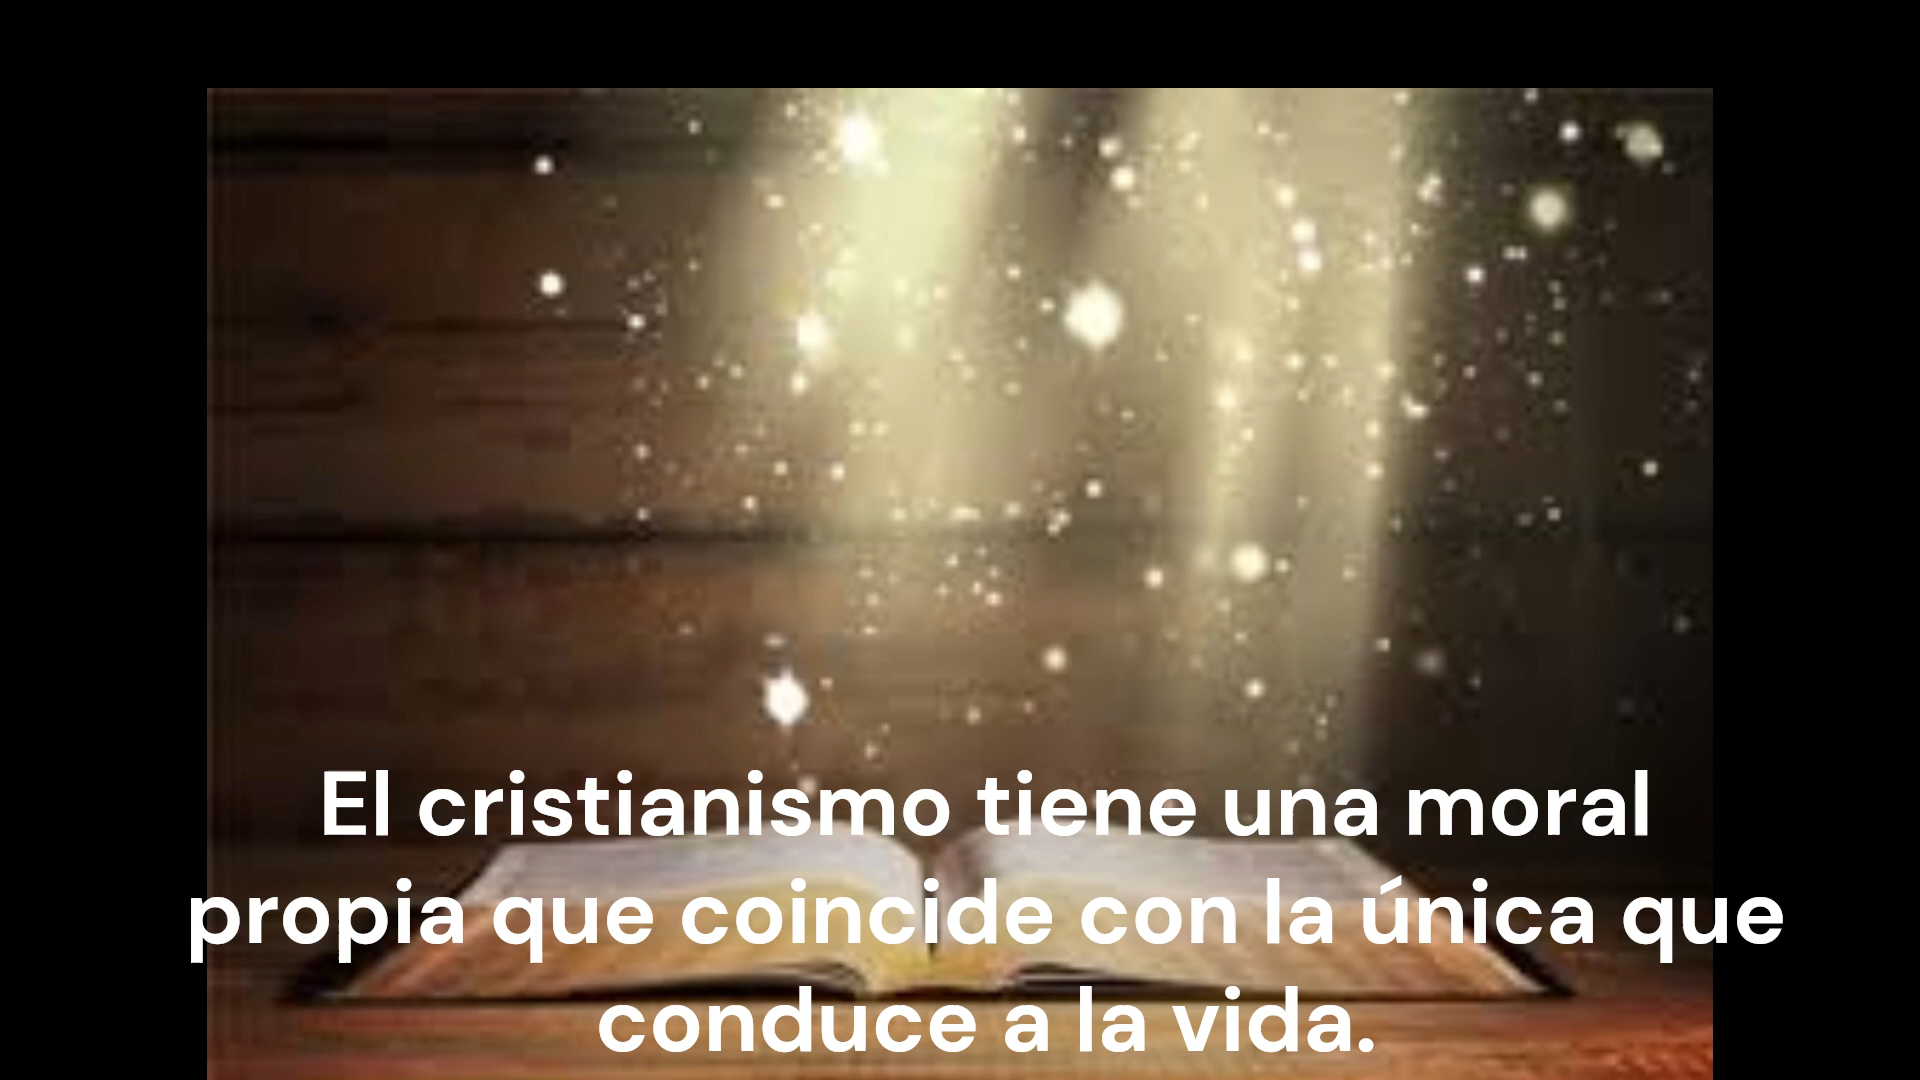 El cristianismo tiene una moral
propia que coincide con la única que
conduce a la vida.